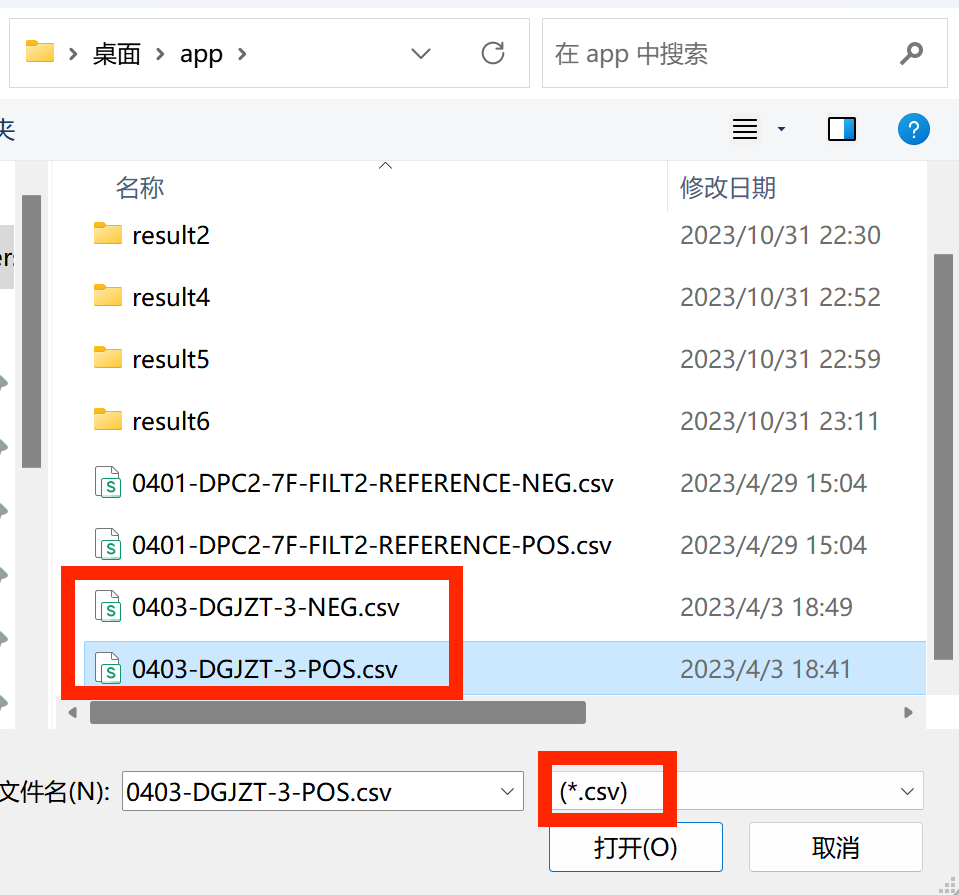 桌面 app
在 app 中搜索
夹
名称 修改日期
result2 2023/10/31 22:30
result4 2023/10/31 22:52
result5 2023/10/31 22:59
result6 2023/10/31 23:11
0401-DPC2-7F-FILT2-REFERENCE-NEG.csv 2023/4/29 15:04
0401-DPC2-7F-FILT2-REFERENCE-POS.csv 2023/4/29 15:04
0403-DGJZT-3-NEG.csv 2023/4/3 18:49
0403-DGJZT-3-POS.csv 2023/4/3 18:41
文件名(N): 0403-DGJZT-3-POS.csv (*.csv)
打开(O) 取消